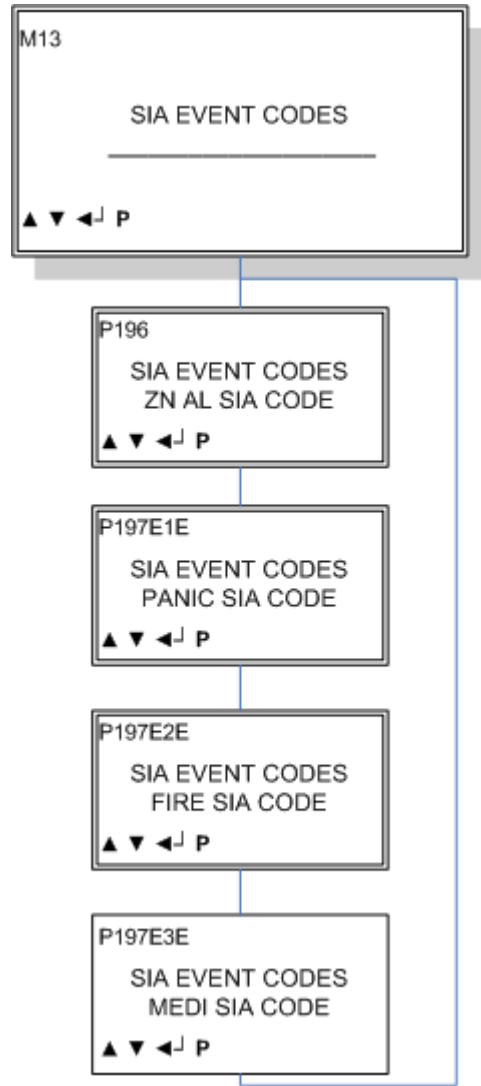 M13
SIA EVENT CODES
▲ ▼ ◄┘ P
P196
SIA EVENT CODES
ZN AL SIA CODE
▲ ▼ ◄┘ P
P197E1E
SIA EVENT CODES
PANIC SIA CODE
▲ ▼ ◄┘ P
P197E2E
SIA EVENT CODES
FIRE SIA CODE
▲ ▼ ◄┘ P
P197E3E
SIA EVENT CODES
MEDI SIA CODE
▲ ▼ ◄┘ P